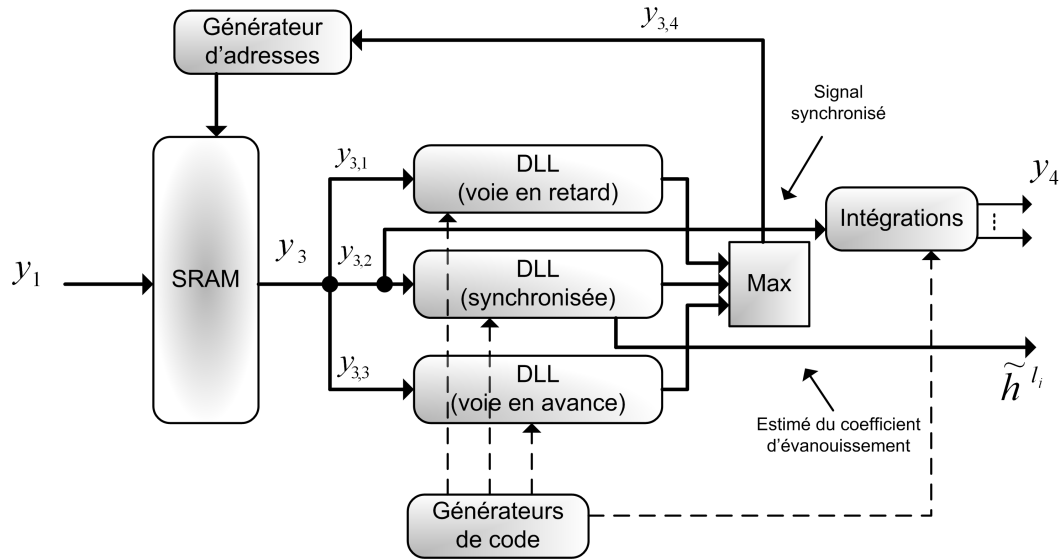 Générateur
d'adresses
y3,4
Signal
synchronisé
y3,1
DLL
(voie en retard)
y4
Intégrations
y1
SRAM
y3
y3,2
DLL
(synchronisée)
Max
y3,3
DLL
(voie en avance)
h̃ li
Estimé du coefficient
d'évanouissement
Générateurs
de code